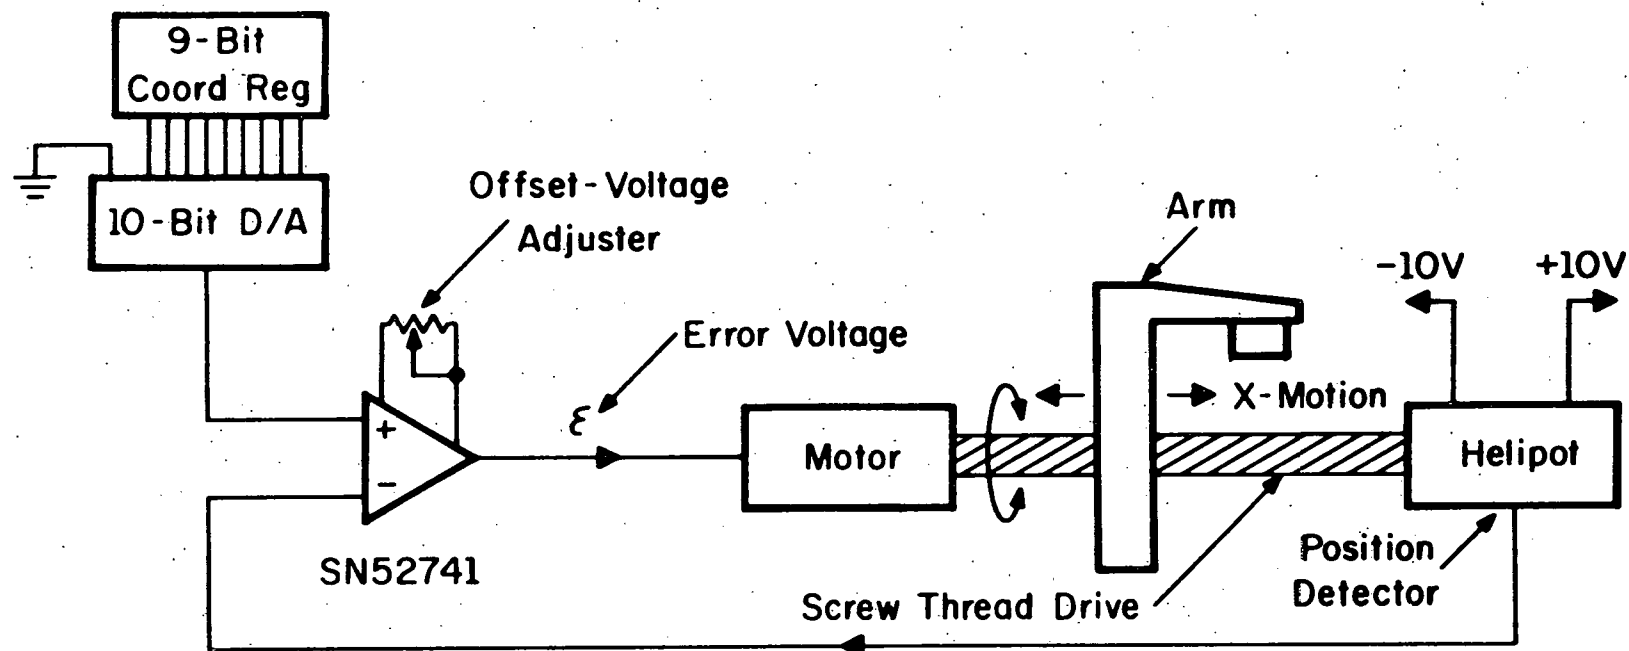 9-Bit
Coord Reg
10-Bit D/A
Offset-Voltage
Adjuster
Arm
-10V
+10V
Error Voltage
ε
+
-
X-Motion
Motor
Helipot
SN52741
Position
Detector
Screw Thread Drive